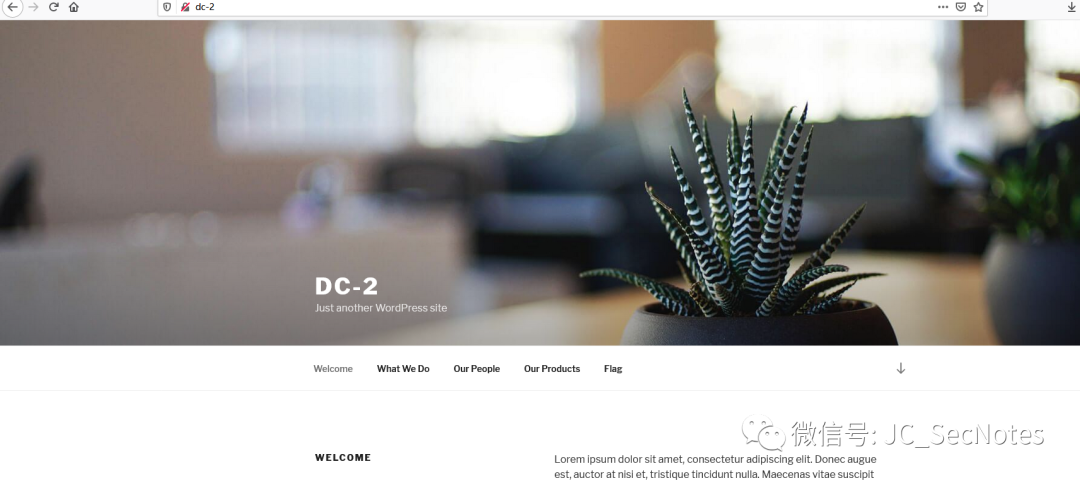 dc-2
DC-2
Just another WordPress site
Welcome
What We Do
Our People
Our Products
Flag
微信号: JC_SecNotes
WELCOME
Lorem ipsum dolor sit amet, consectetur adipiscing elit. Donec augue
est, auctor at nisi et, tristique tincidunt nulla. Maecenas vitae suscipit